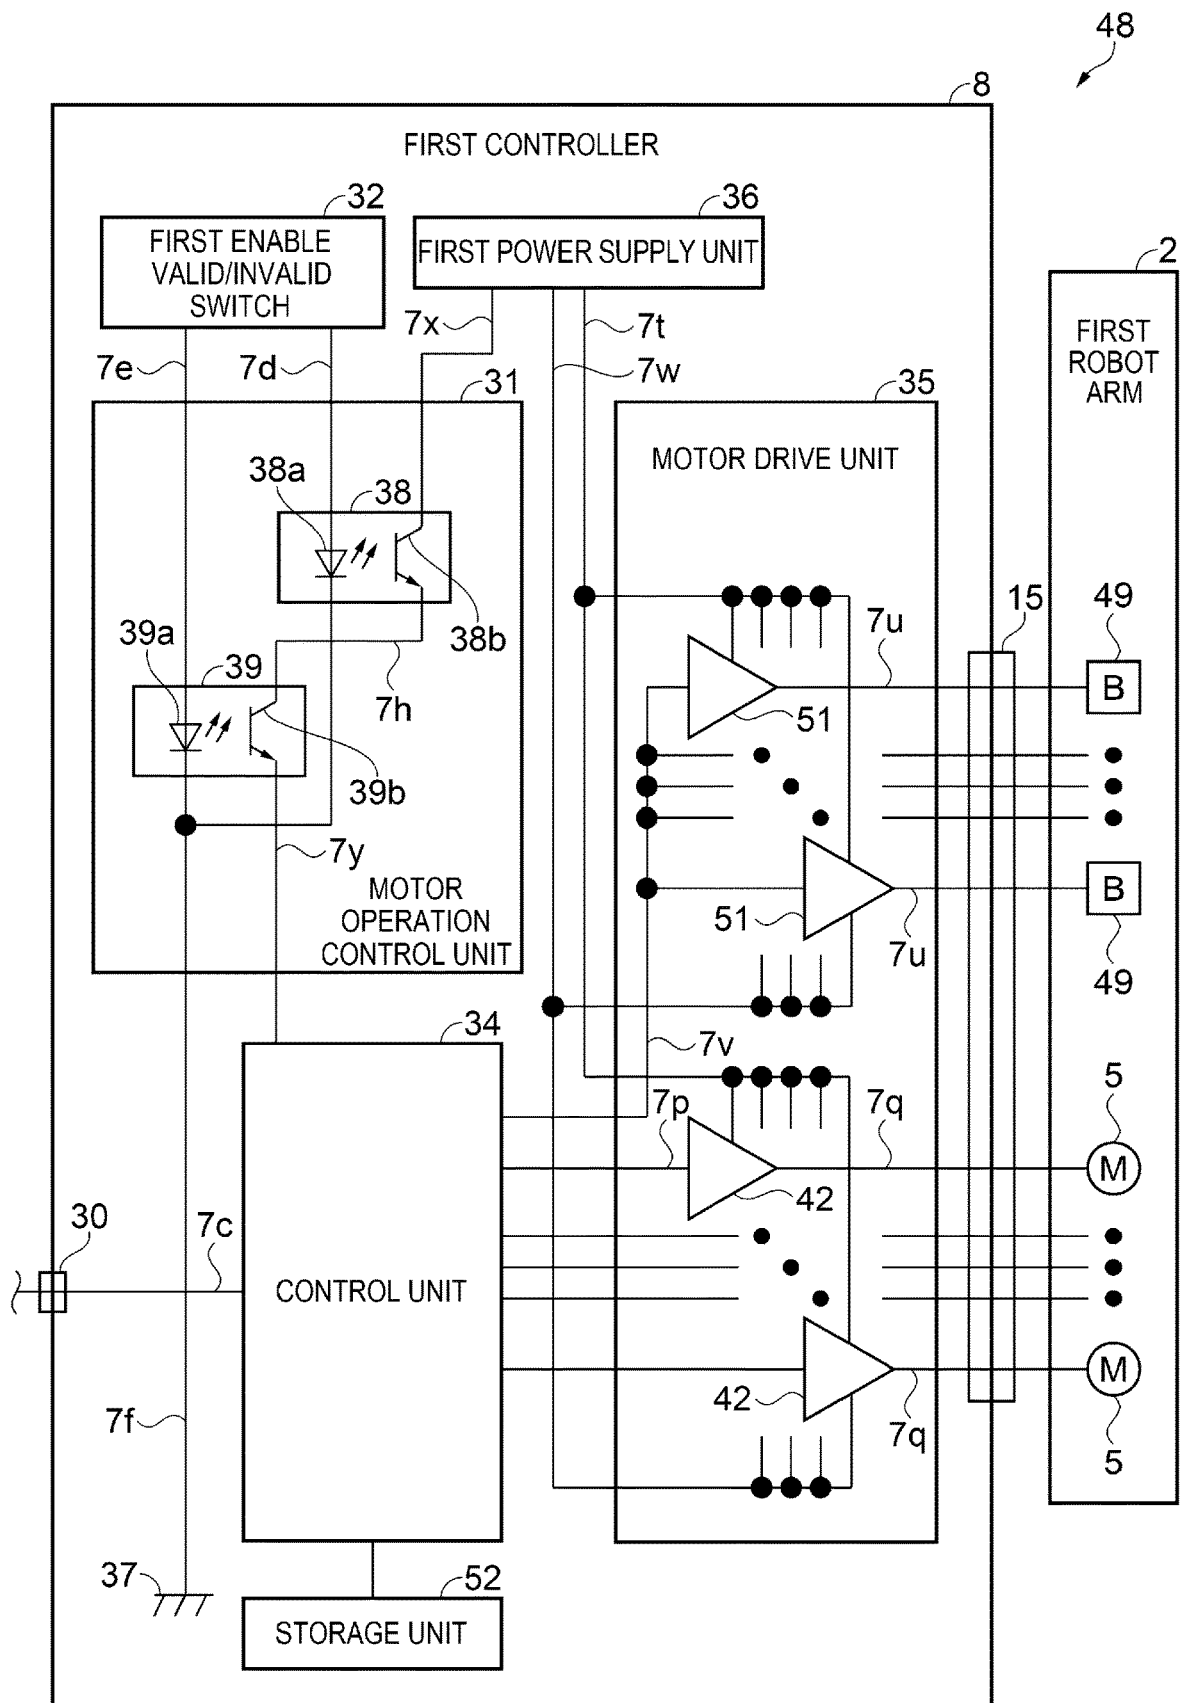 48
8
FIRST CONTROLLER
32
36
FIRST ENABLE
VALID/INVALID
SWITCH
FIRST POWER SUPPLY UNIT
2
7x
7t
7e
7d
7w
FIRST
ROBOT
ARM
31
35
MOTOR DRIVE UNIT
38a
38
15
49
7u
39a
39
38b
B
7h
51
39b
7y
MOTOR
OPERATION
CONTROL UNIT
51
7u
B
49
34
7v
5
7p
7q
M
42
30
7c
CONTROL UNIT
M
42
7q
7f
5
37
52
STORAGE UNIT